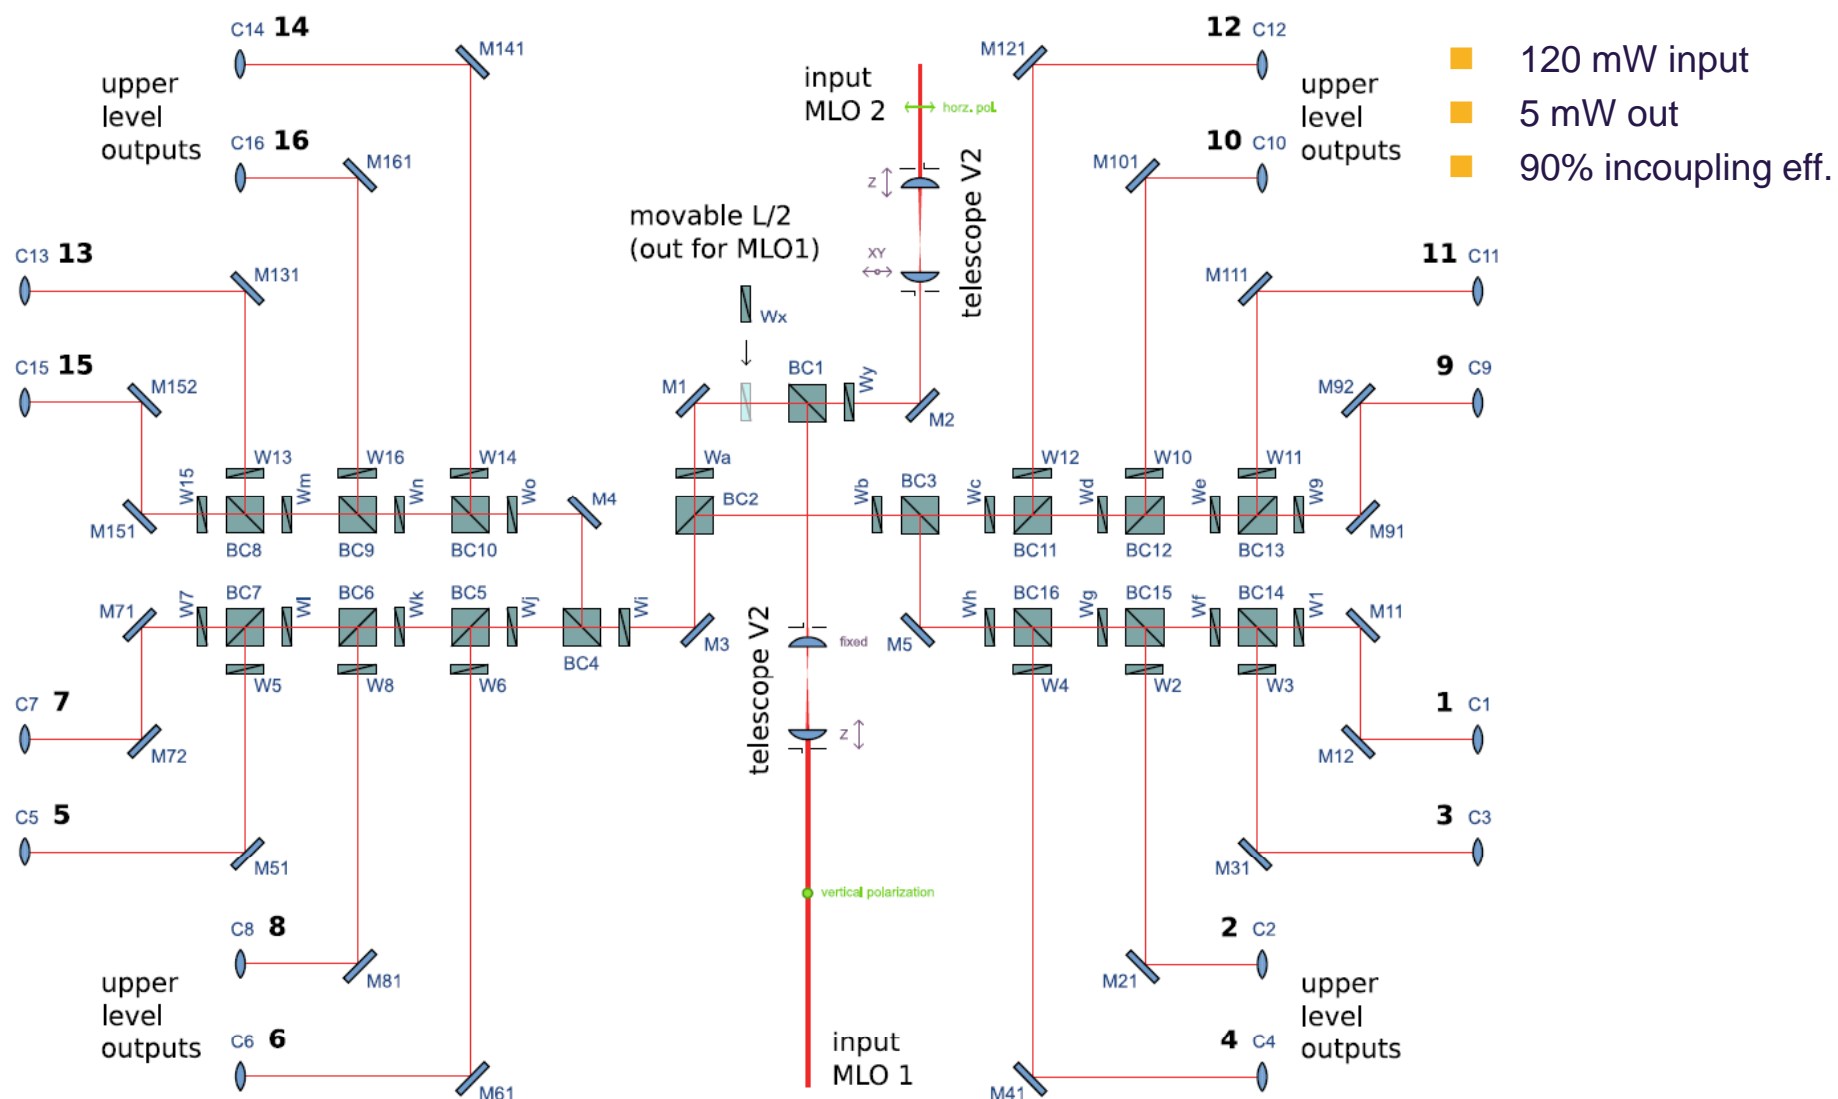 C14 14
M141
upper
level
outputs
C16 16
M161
C13 13
M131
C15 15
M152
input
MLO 2
horz. pol.
Z
XY
telescope V2
movable L/2
(out for MLO1)
Wx
M121
12 C12
upper
level
outputs
M101
10 C10
M111
11 C11
M92
9 C9
120 mW input
5 mW out
90% incoupling eff.
M1
BC1
Wy
M2
W15
W13
Wm
W16
Wn
W14
Wo
M4
Wa
BC2
Wb
BC3
Wc
W12
Wd
W10
We
W11
W9
M151
BC8
BC9
BC10
BC11
BC12
BC13
M91
M71
W7
BC7
Wl
BC6
Wk
BC5
Wj
BC4
Wi
M3
telescope V2
fixed
Z
M5
Wh
BC16
Wg
BC15
Wf
BC14
W1
M11
W5
W8
W6
W4
W2
W3
C7 7
M72
C5 5
M51
C8 8
M81
upper
level
outputs
C6 6
M61
vertical polarization
input
MLO 1
1 C1
M12
3 C3
M31
2 C2
M21
upper
level
outputs
4 C4
M41